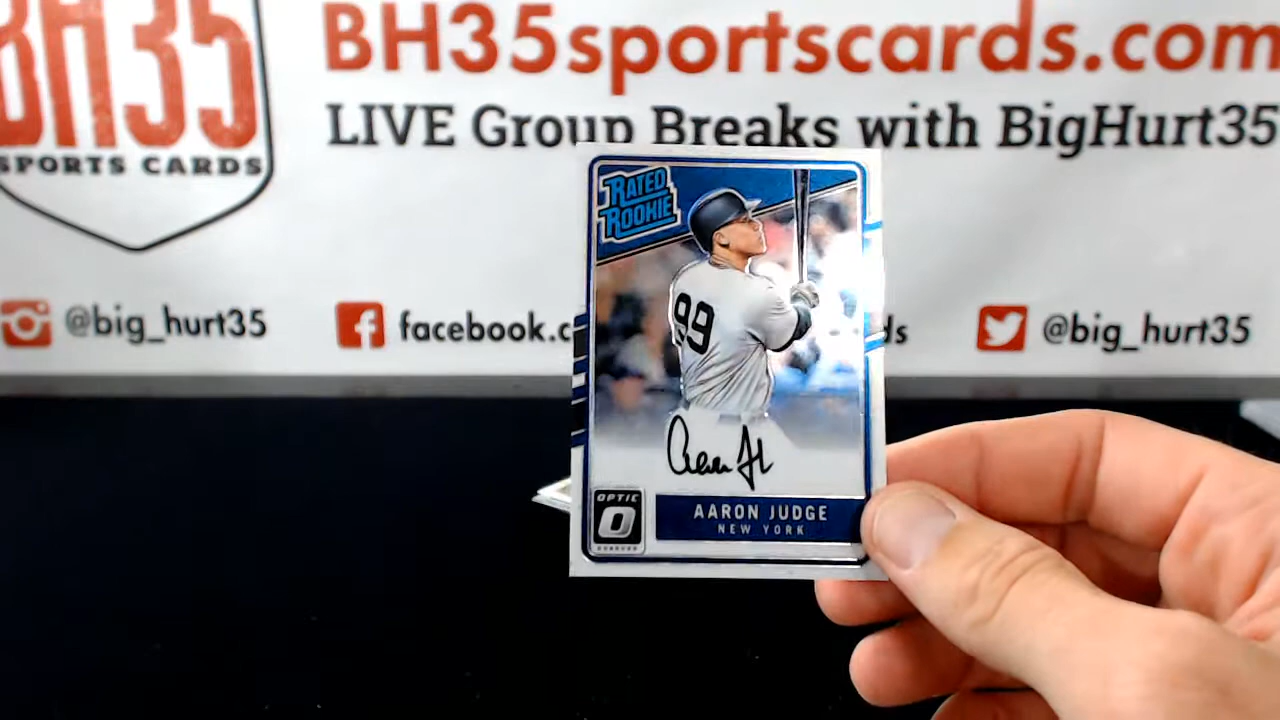 BH35
SPORTS CARDS
BH35sportscards.com
LIVE Group Breaks with BigHurt35
@big_hurt35
facebook.c
ds
@big_hurt35
RATED
ROOKIE
99
OPTIC
O
DONRUSS
AARON JUDGE
NEW YORK